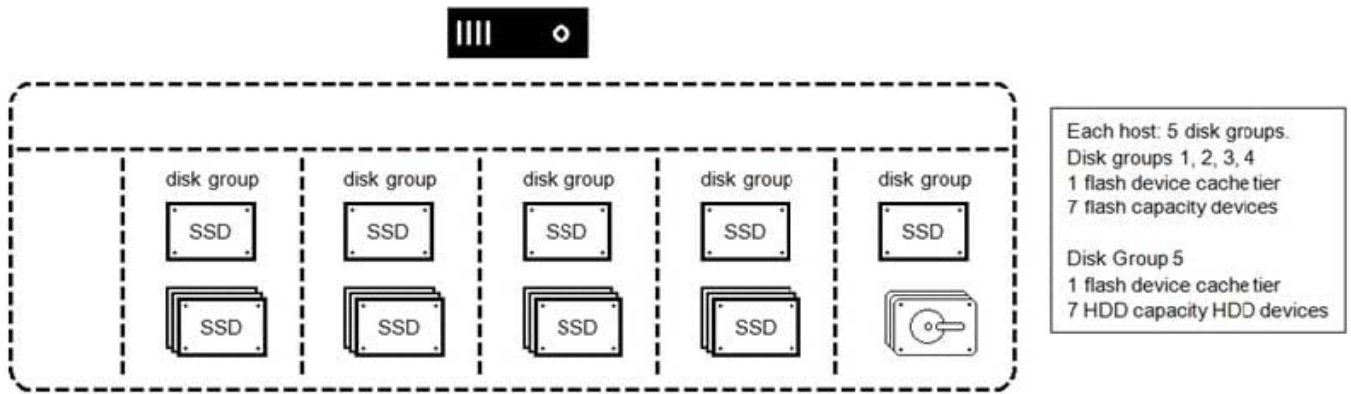 disk group disk group disk group disk group disk group
SSD SSD SSD SSD SSD
SSD SSD SSD SSD
Each host: 5 disk groups.
Disk groups 1, 2, 3, 4
1 flash device cache tier
7 flash capacity devices
Disk Group 5
1 flash device cache tier
7 HDD capacity HDD devices